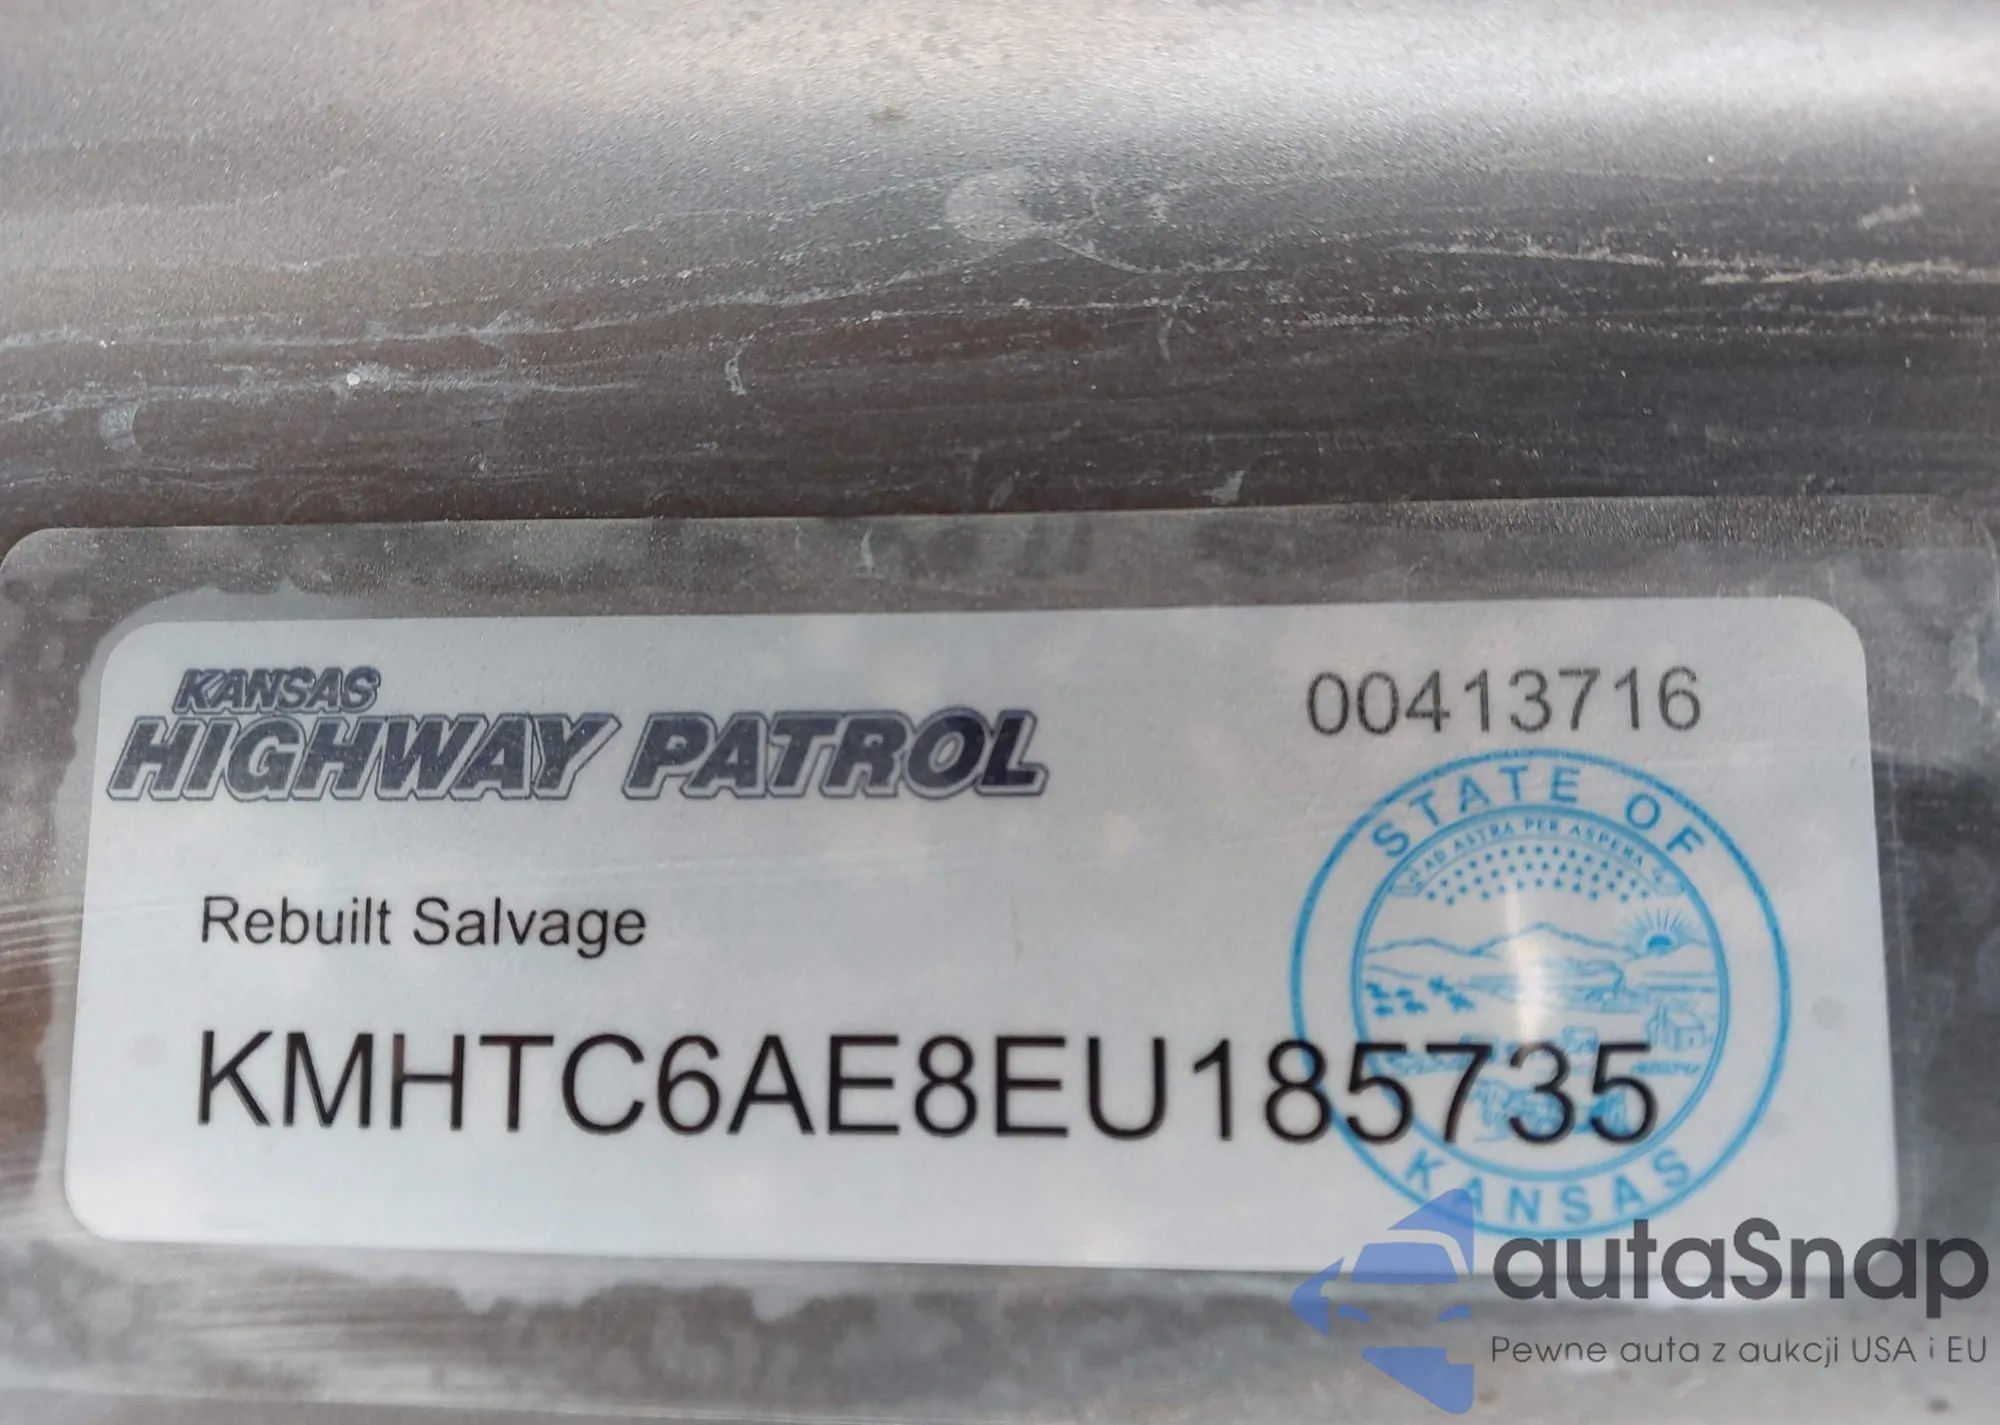 KANSAS
HIGHWAY PATROL
00413716
STATE OF
AD ASTRA PER ASPERA
Rebuilt Salvage
KMHTC6AE8EU185735
KANSAS
autaSnap
Pewne auta z aukcji USA i EU